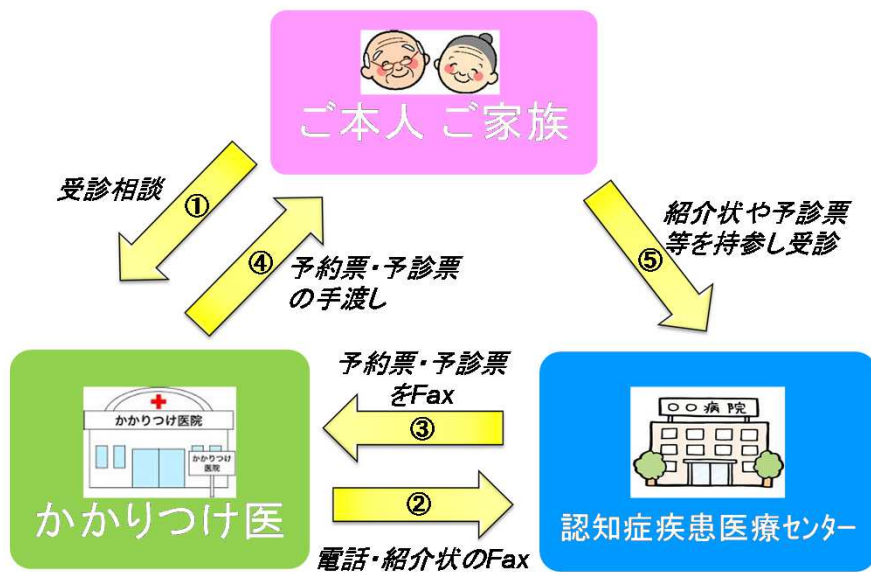 ご本人 ご家族
受診相談
①
④
予約票・予診票
の手渡し
紹介状や予診票
等を持参し受診
⑤
予約票・予診票
をFax
③
②
電話・紹介状のFax
かかりつけ医院
かかりつけ
医院
かかりつけ医
〇〇病院
認知症疾患医療センター